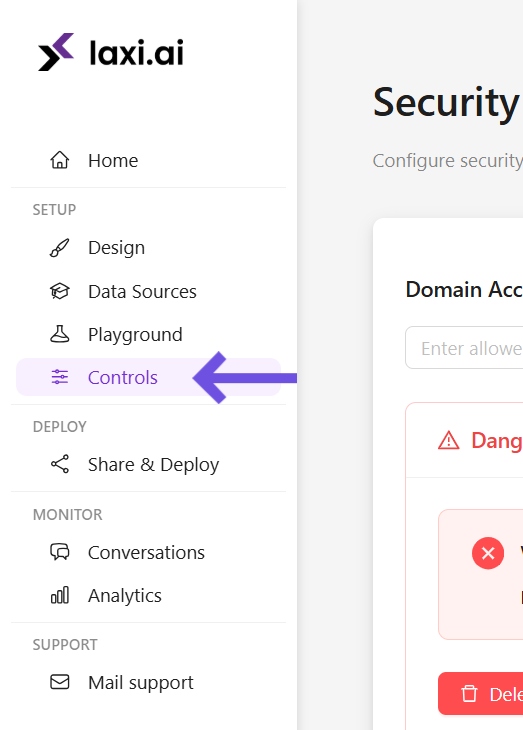 laxi.ai
Home
SETUP
Design
Data Sources
Playground
Controls
DEPLOY
Share & Deploy
MONITOR
Conversations
Analytics
SUPPORT
Mail support
Security
Configure security
Domain Acc
Enter allowe
Dang
Dele